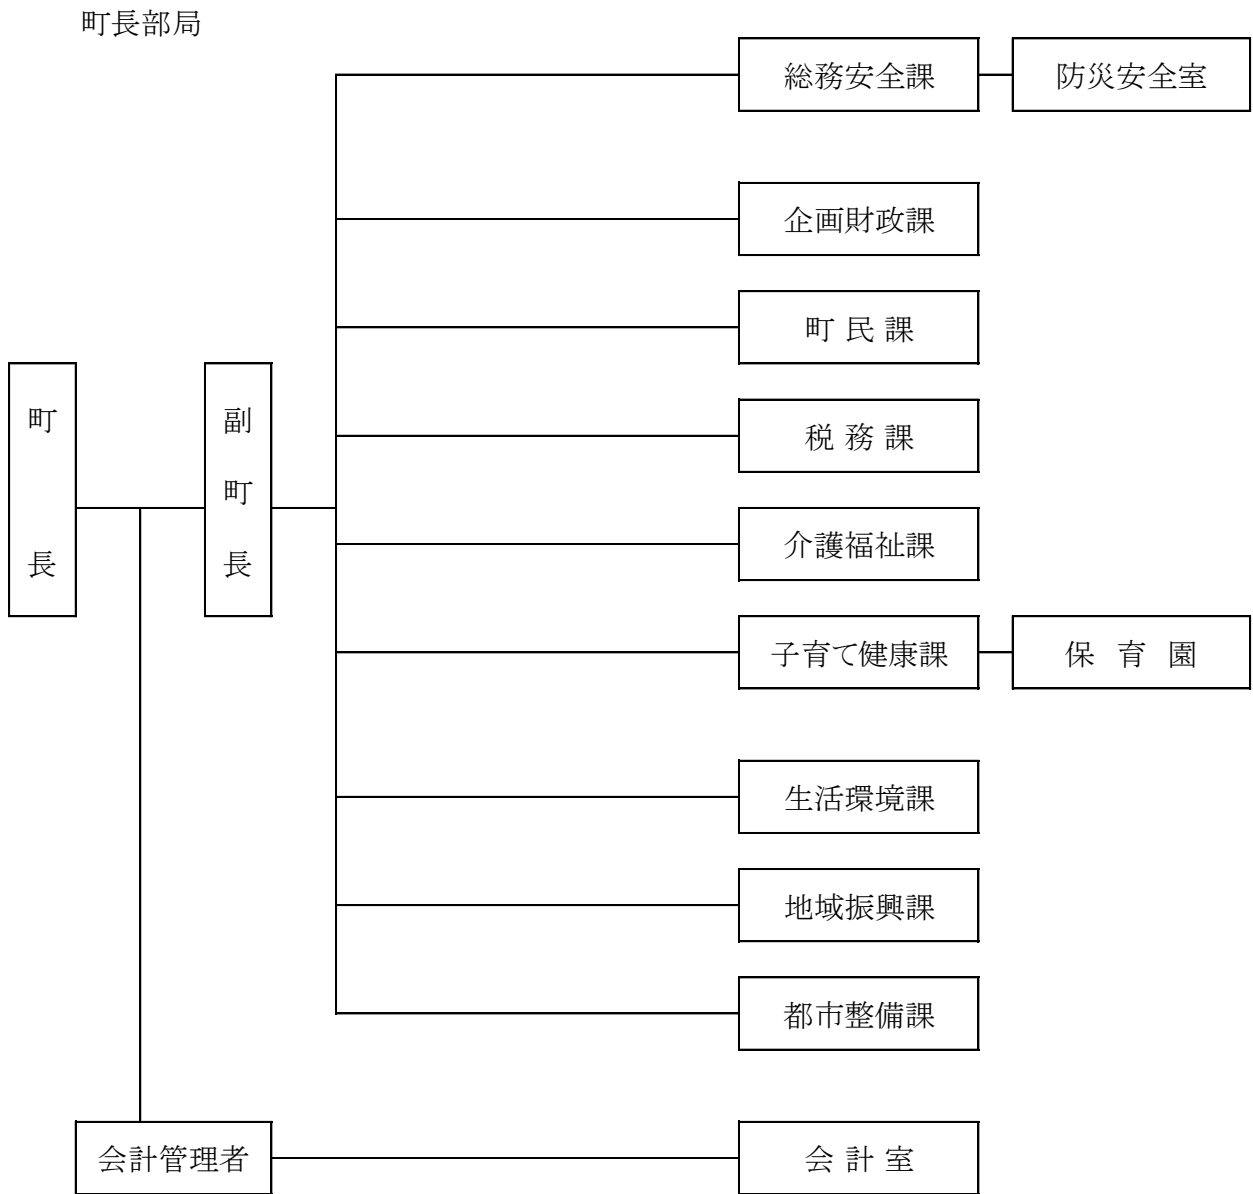 町長部局
総務安全課
防災安全室
企画財政課
町 民 課
税 務 課
町長
副町長
介護福祉課
子育て健康課
保 育 園
生活環境課
地域振興課
都市整備課
会計管理者
会 計 室